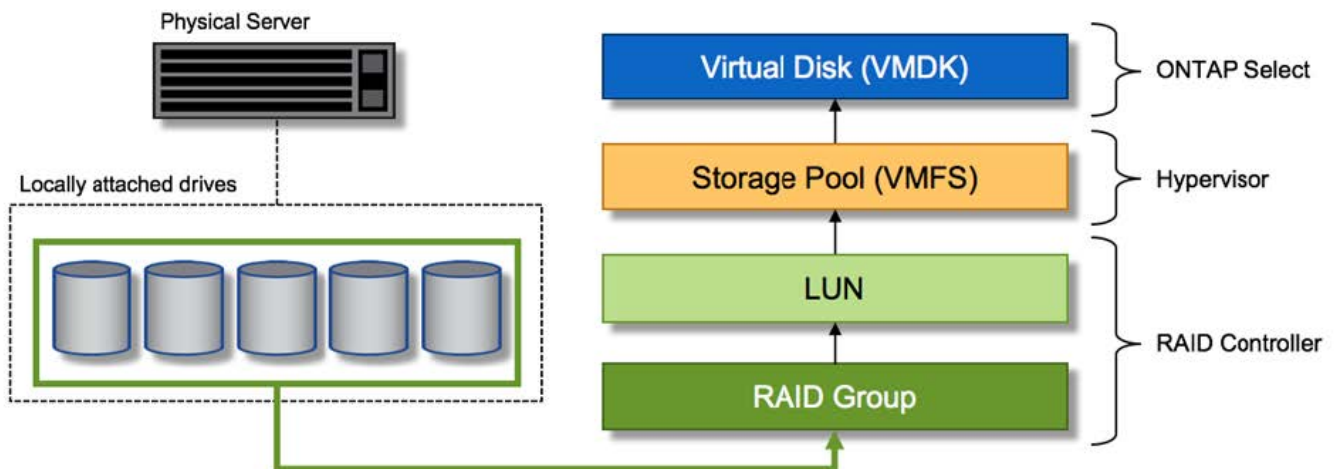 Physical Server
Locally attached drives
Virtual Disk (VMDK)
ONTAP Select
Storage Pool (VMFS)
Hypervisor
LUN
RAID Controller
RAID Group